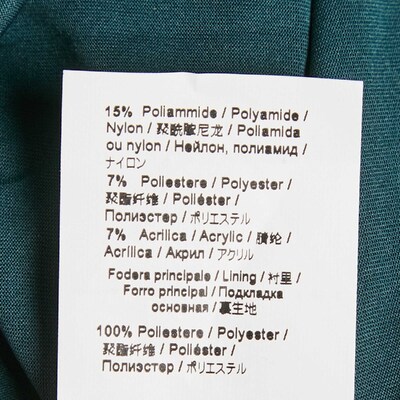 15% Poliammide / Polyamide /
Nylon / 聚酰胺尼龙 / Poliamida
ou nylon / Нейлон, полиамид /
ナイロン
7% Poliestere / Polyester /
聚酯纤维 / Poliéster /
Полиэстер / ポリエステル
7% Acrilica / Acrylic / 腈纶 /
Acrílica / Акрил / アクリル
Fodera principale / Lining / 衬里 /
Forro principal / Подкладка
основная / 裏生地
100% Poliestere / Polyester /
聚酯纤维 / Poliéster /
Полиэстер / ポリエステル